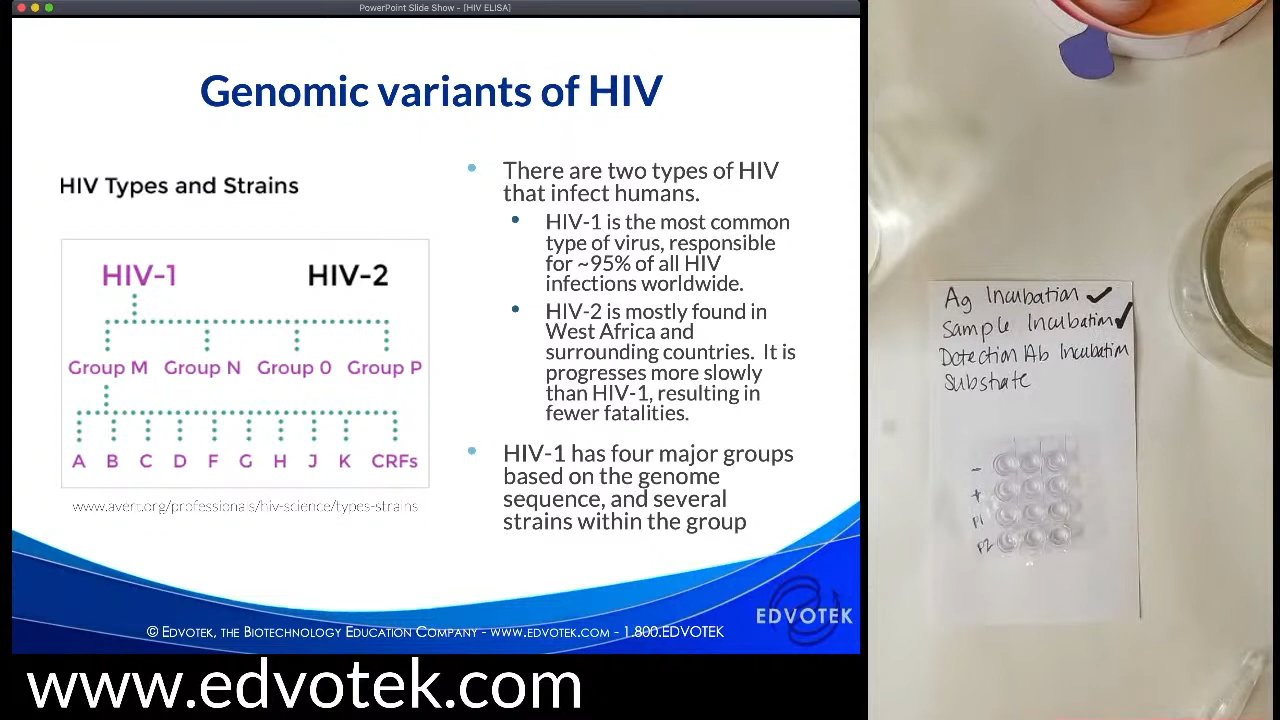 PowerPoint Slide Show - [HIV ELISA]
Genomic variants of HIV
HIV Types and Strains
HIV-1 HIV-2
Group M Group N Group O Group P
A B C D F G H J K CRFs
www.avert.org/professionals/hiv-science/types-strains
There are two types of HIV
that infect humans.
HIV-1 is the most common
type of virus, responsible
for ~95% of all HIV
infections worldwide.
HIV-2 is mostly found in
West Africa and
surrounding countries. It is
progresses more slowly
than HIV-1, resulting in
fewer fatalities.
HIV-1 has four major groups
based on the genome
sequence, and several
strains within the group
© EDVOTEK, THE BIOTECHNOLOGY EDUCATION COMPANY - WWW.EDVOTEK.COM - 1.800.EDVOTEK
EDVOTEK
www.edvotek.com
Ag Incubation ✓
Sample Incubation ✓
Detection Ab Incubation
Substrate
-
+
P1
P2